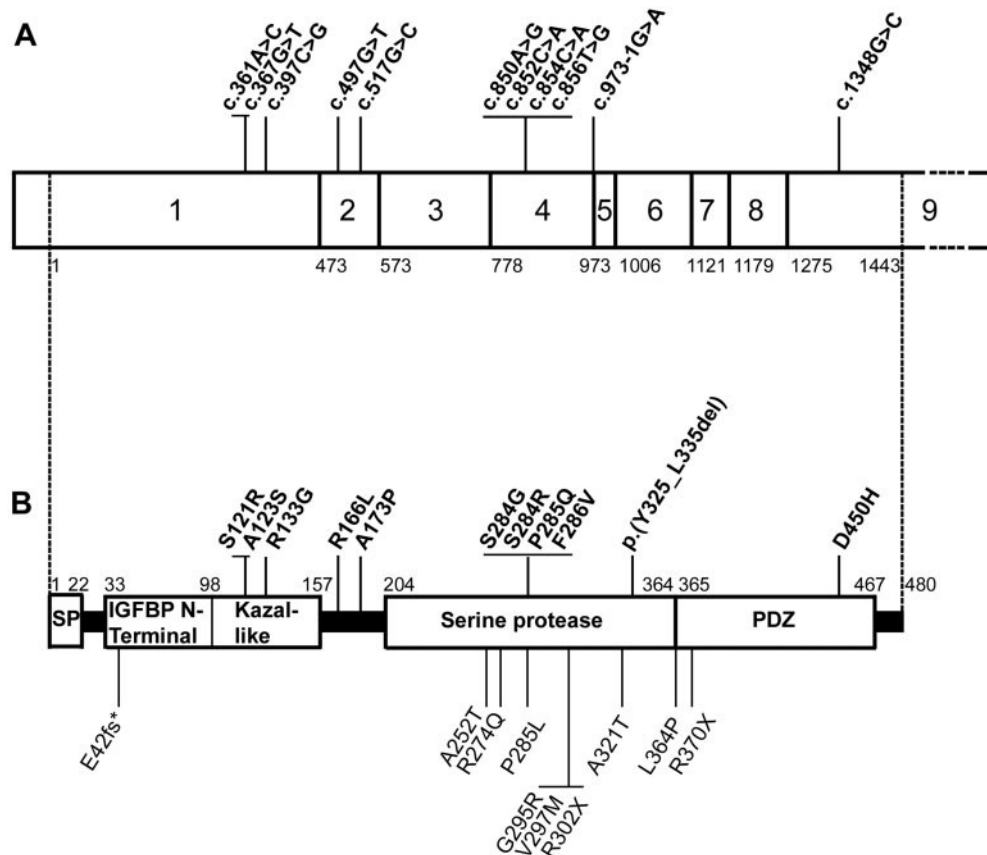 A
c.361A>C
c.367G>T
c.397C>G
c.497G>T
c.517G>C
c.850A>G
c.852C>A
c.854C>A
c.856T>G
c.973-1G>A
c.1348G>C
1 2 3 4 5 6 7 8 9
1 473 573 778 973 1006 1121 1179 1275 1443
B
S121R
A123S
R133G
R166L
A173P
S284G
S284R
P285Q
F286V
p.(Y325_L335del)
D450H
1 22 33 98 157 204 364 365 467 480
SP
IGFBP N-
Terminal
Kazal-
like
Serine protease
PDZ
E42fs*
A252T
R274Q
P285L
G295R
V297M
R302X
A321T
L364P
R370X